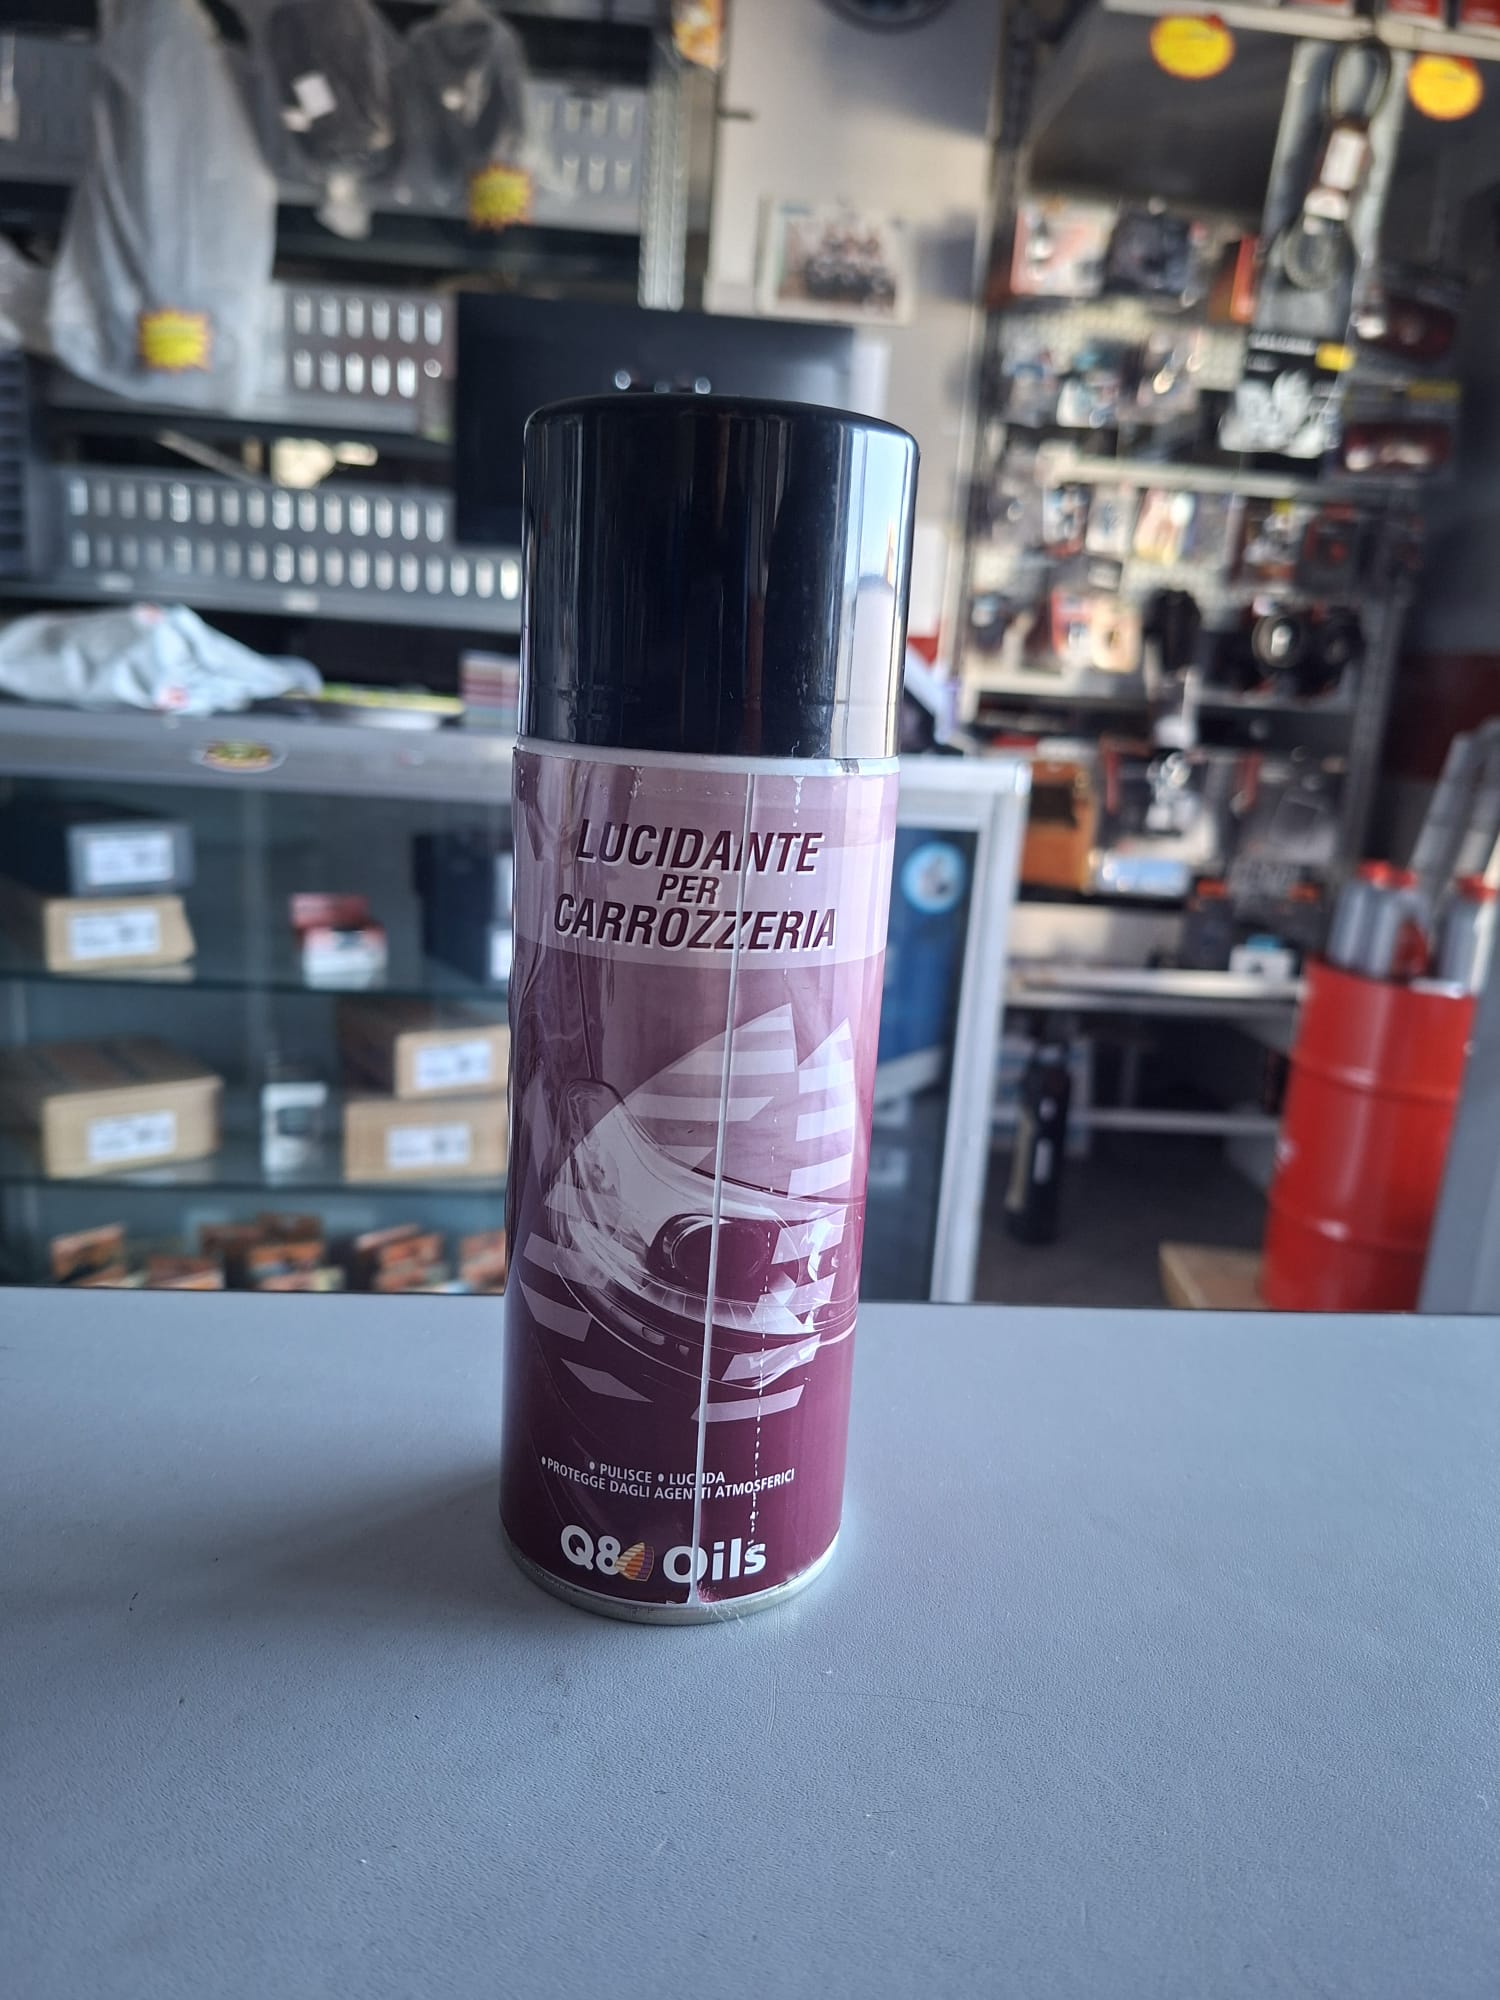 LUCIDANTE
PER
CARROZZERIA
• PULISCE • LUCIDA
• PROTEGGE DAGLI AGENTI ATMOSFERICI
Q8 Oils